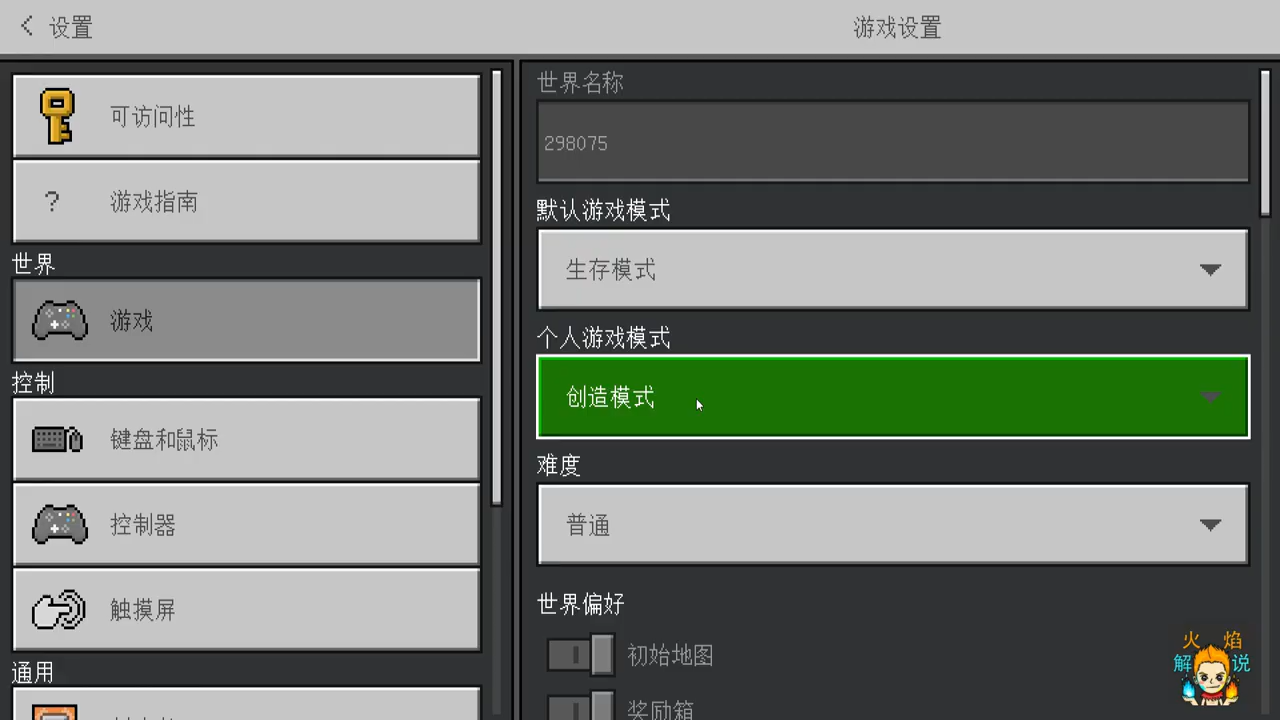 设置
游戏设置
可访问性
?
游戏指南
世界
游戏
控制
键盘和鼠标
控制器
触摸屏
通用
世界名称
298075
默认游戏模式
生存模式
个人游戏模式
创造模式
难度
普通
世界偏好
初始地图
奖励箱
火焰
解说